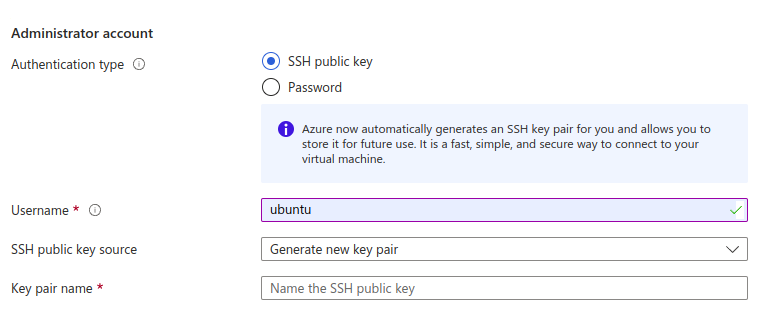 Administrator account
Authentication type
SSH public key
Password
Azure now automatically generates an SSH key pair for you and allows you to
store it for future use. It is a fast, simple, and secure way to connect to your
virtual machine.
Username *
ubuntu
SSH public key source
Generate new key pair
Key pair name *
Name the SSH public key